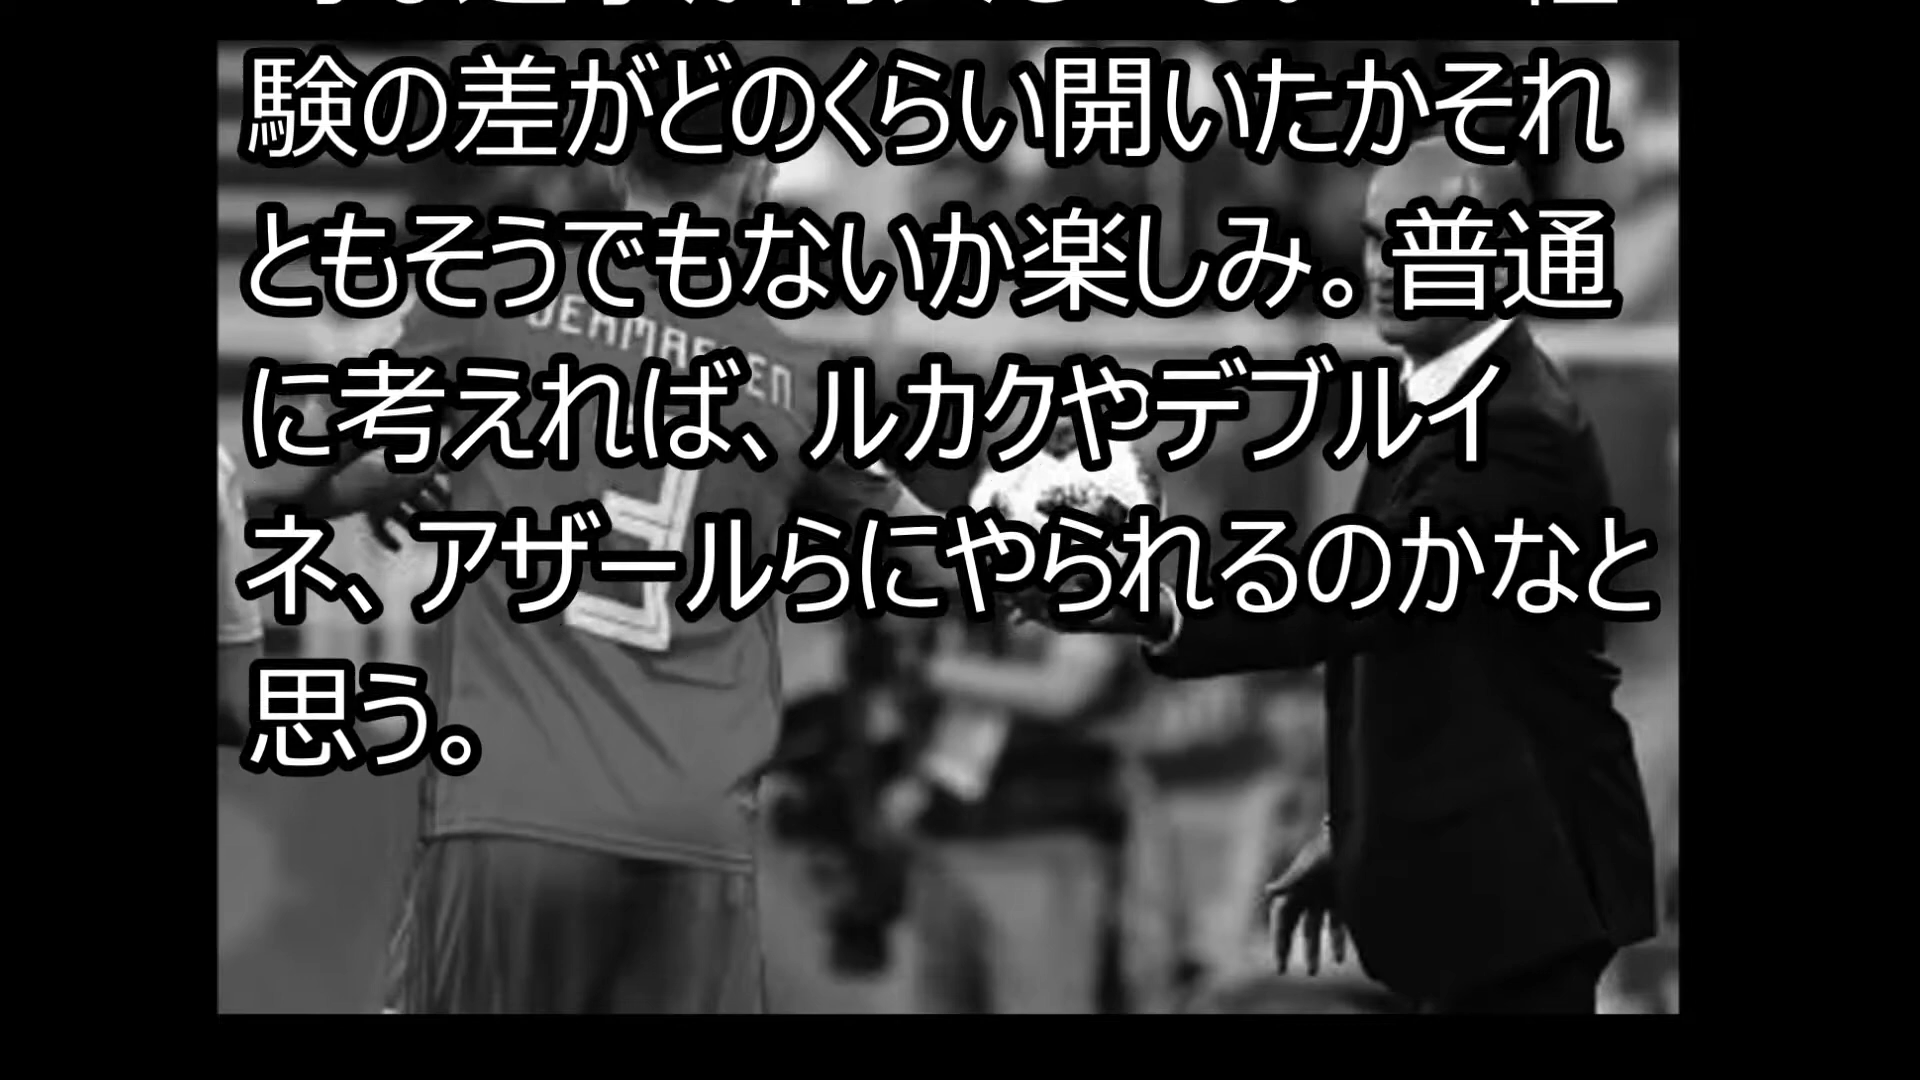 験の差がどのくらい開いたかそれ
ともそうでもないか楽しみ。普通
に考えれば、ルカクやデブルイ
ネ、アザールらにやられるのかなと
思う。
3